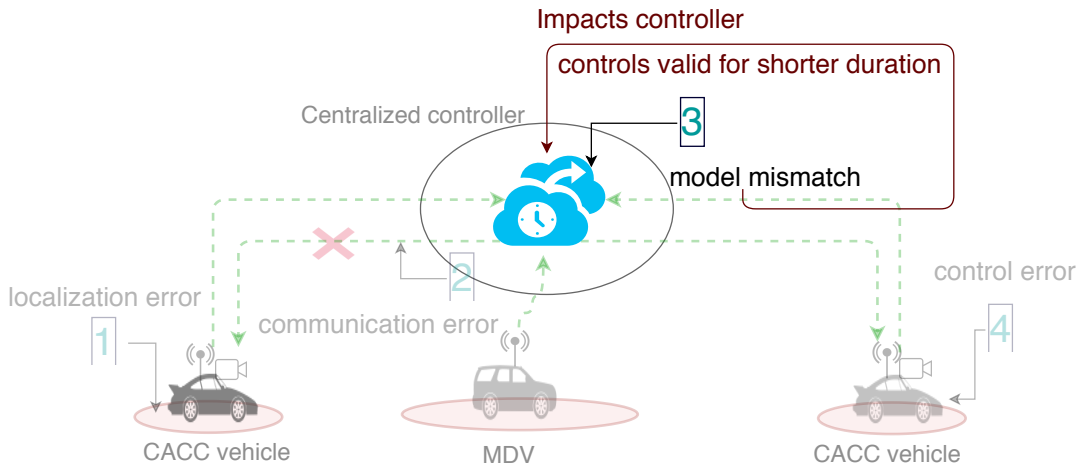 Impacts controller
controls valid for shorter duration
Centralized controller
3
model mismatch
control error
2
localization error
communication error
1
4
CACC vehicle
MDV
CACC vehicle